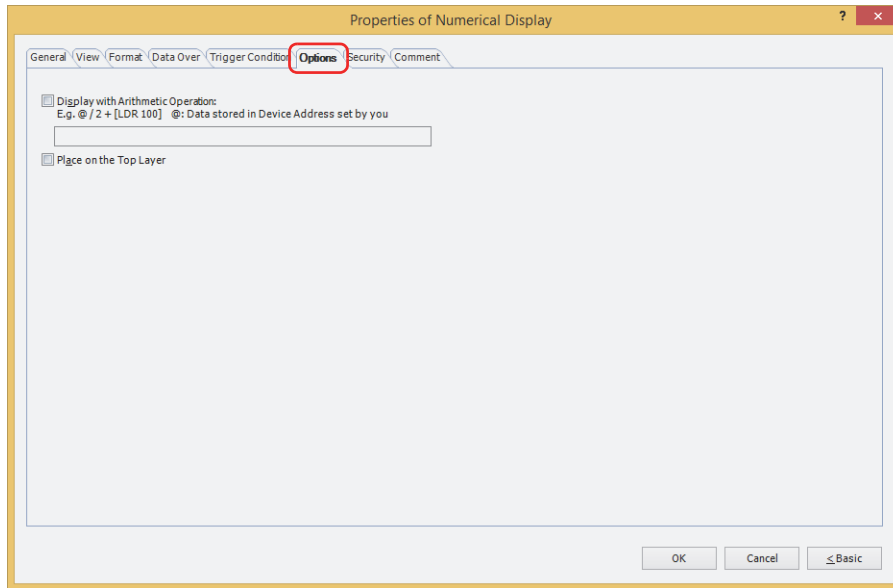 Properties of Numerical Display
? ×
General View Format Data Over Trigger Condition Options Security Comment
Display with Arithmetic Operation:
E.g. @ / 2 + [LDR 100] @: Data stored in Device Address set by you
Place on the Top Layer
OK Cancel < Basic